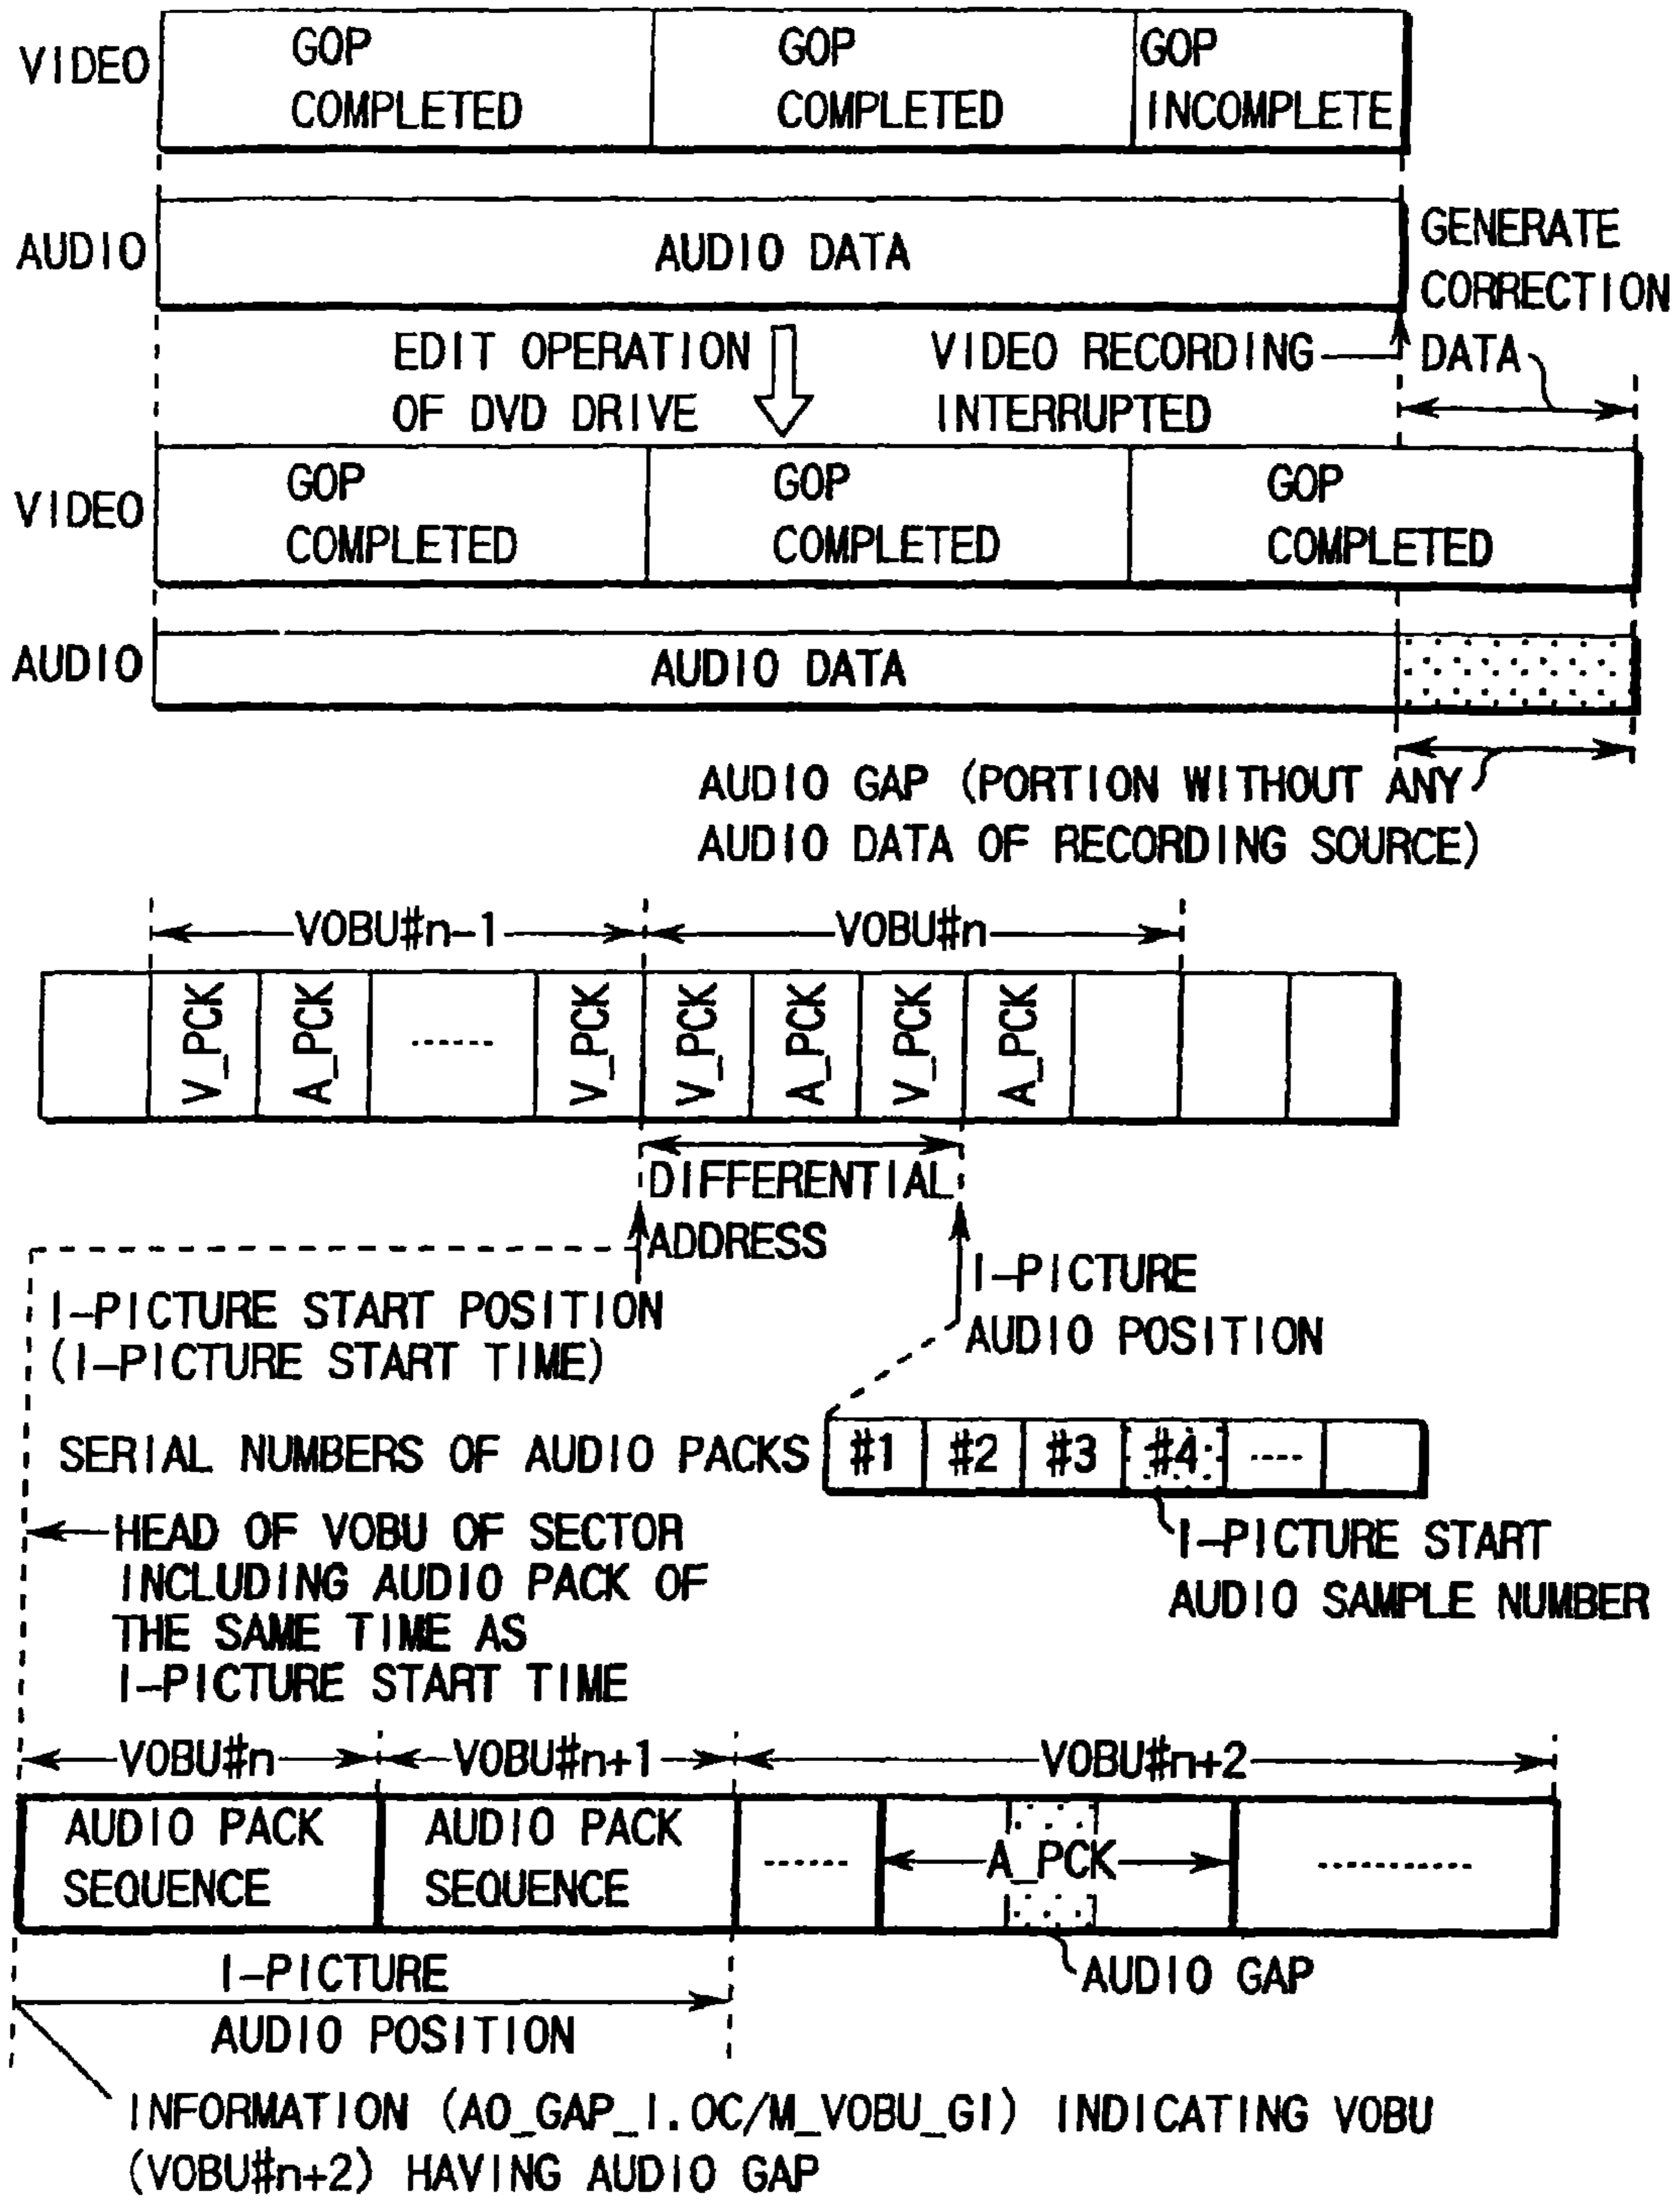 VIDEO
GOP COMPLETED
GOP COMPLETED
GOP INCOMPLETE
AUDIO
AUDIO DATA
GENERATE
CORRECTION
DATA
EDIT OPERATION
OF DVD DRIVE
VIDEO RECORDING
INTERRUPTED
VIDEO
GOP COMPLETED
GOP COMPLETED
GOP COMPLETED
AUDIO
AUDIO DATA
AUDIO GAP (PORTION WITHOUT ANY
AUDIO DATA OF RECORDING SOURCE)
VOBU#n-1
VOBU#n
V_PCK
A_PCK
V_PCK
V_PCK
A_PCK
V_PCK
A_PCK
DIFFERENTIAL
ADDRESS
I-PICTURE START POSITION
(I-PICTURE START TIME)
I-PICTURE
AUDIO POSITION
SERIAL NUMBERS OF AUDIO PACKS
#1 #2 #3 #4
I-PICTURE START
AUDIO SAMPLE NUMBER
HEAD OF VOBU OF SECTOR
INCLUDING AUDIO PACK OF
THE SAME TIME AS
I-PICTURE START TIME
VOBU#n
VOBU#n+1
VOBU#n+2
AUDIO PACK
SEQUENCE
AUDIO PACK
SEQUENCE
A_PCK
AUDIO GAP
I-PICTURE
AUDIO POSITION
INFORMATION (A0_GAP_I.OC/M_VOBU_GI) INDICATING VOBU
(VOBU#n+2) HAVING AUDIO GAP